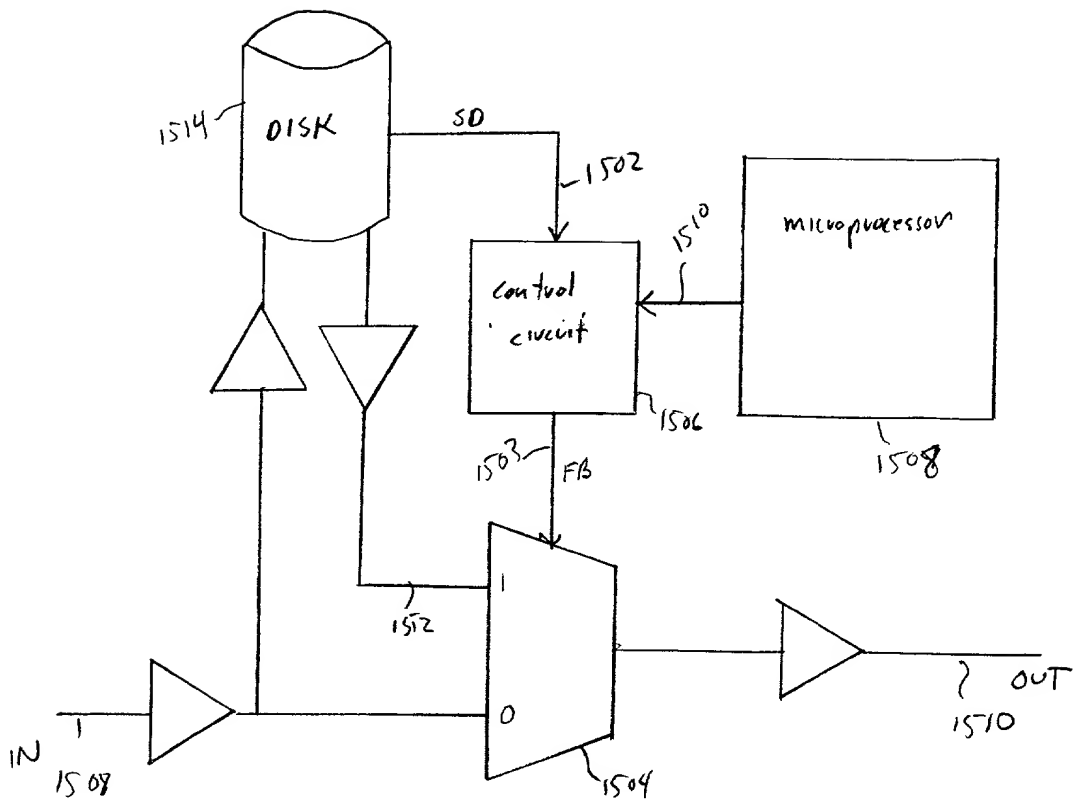 DISK
1514
SD
1502
1510
microprocessor
control
circuit
1506
1508
1503
FB
1
1512
0
IN
1508
1504
OUT
1510